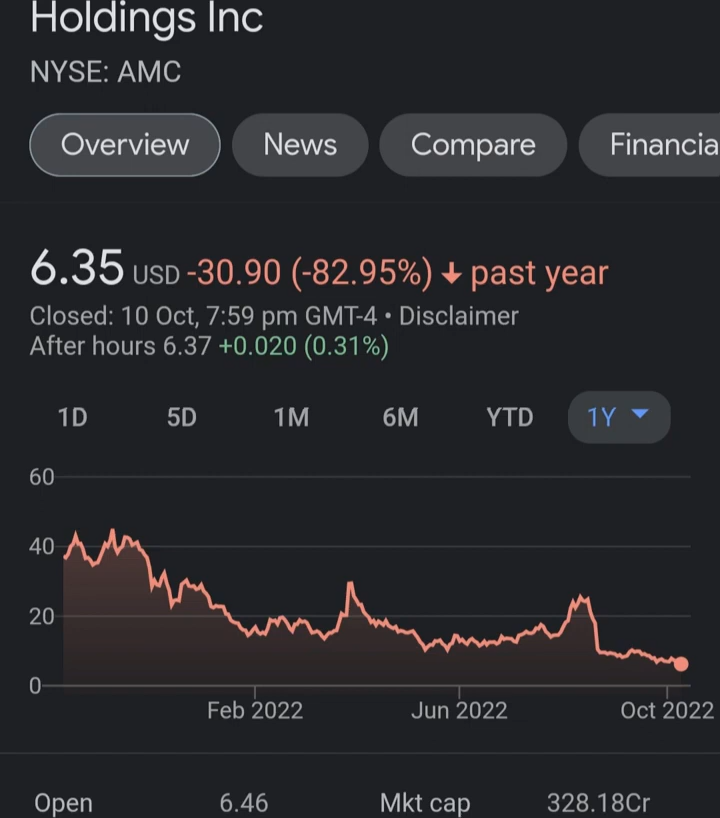 Holdings Inc
NYSE: AMC
Overview News Compare Financia
6.35 USD -30.90 (-82.95%) ↓ past year
Closed: 10 Oct, 7:59 pm GMT-4 • Disclaimer
After hours 6.37 +0.020 (0.31%)
1D 5D 1M 6M YTD 1Y
60
40
20
0
Feb 2022 Jun 2022 Oct 2022
Open 6.46 Mkt cap 328.18Cr